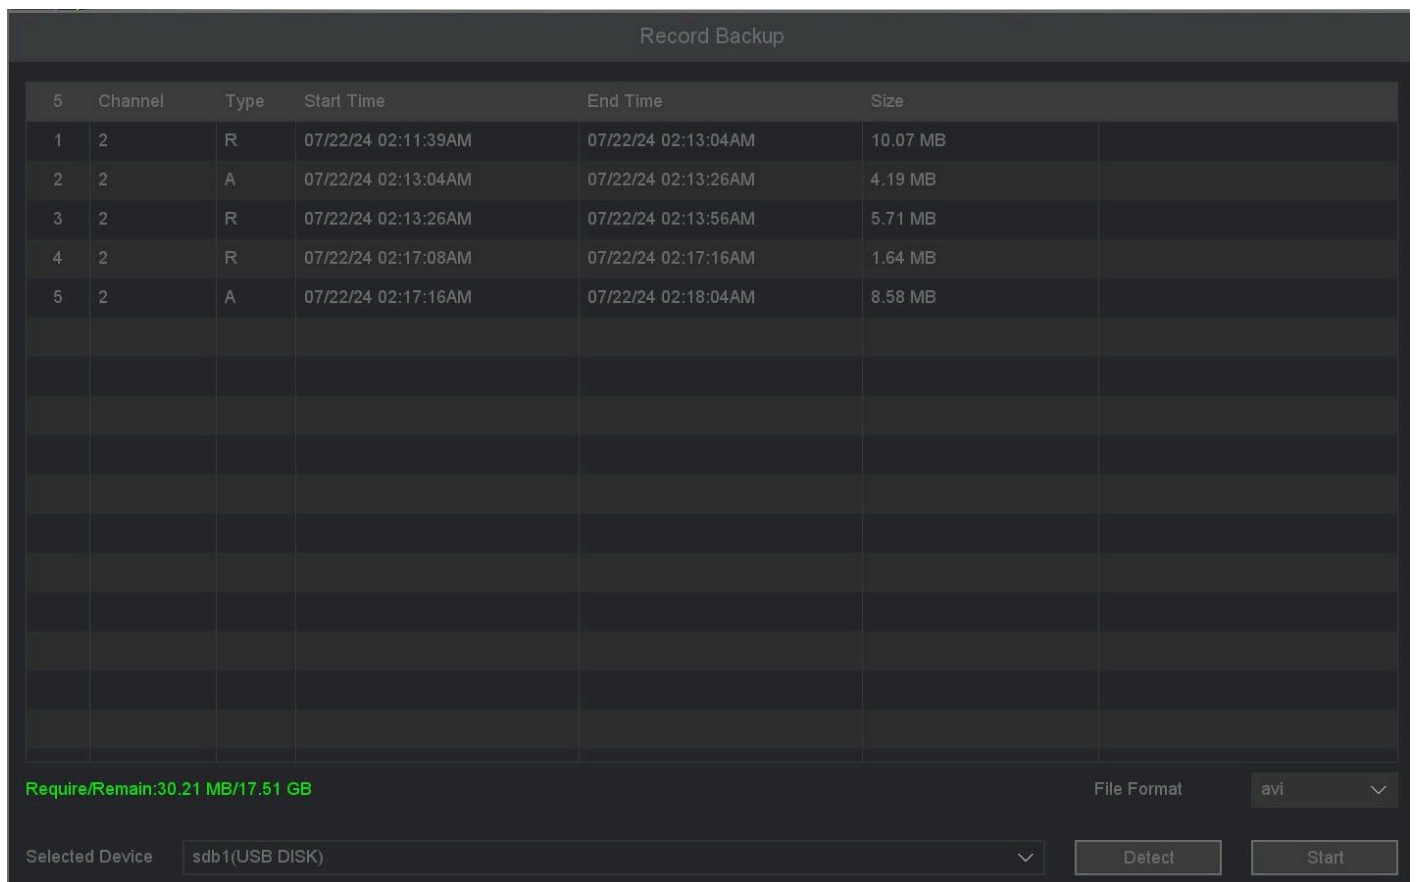 Record Backup
5 Channel Type Start Time End Time Size
1 2 R 07/22/24 02:11:39AM 07/22/24 02:13:04AM 10.07 MB
2 2 A 07/22/24 02:13:04AM 07/22/24 02:13:26AM 4.19 MB
3 2 R 07/22/24 02:13:26AM 07/22/24 02:13:56AM 5.71 MB
4 2 R 07/22/24 02:17:08AM 07/22/24 02:17:16AM 1.64 MB
5 2 A 07/22/24 02:17:16AM 07/22/24 02:18:04AM 8.58 MB
Require/Remain:30.21 MB/17.51 GB File Format avi
Selected Device sdb1(USB DISK) Detect Start